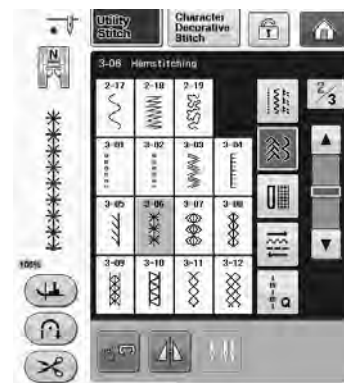 Utility
Stitch
Character
Decorative
Stitch
N
3-06 Hemstitching
2-17 2-18 2-19
2/3
3-01 3-02 3-03 3-04
3-05 3-06 3-07 3-08
100%
3-09 3-10 3-11 3-12
Q